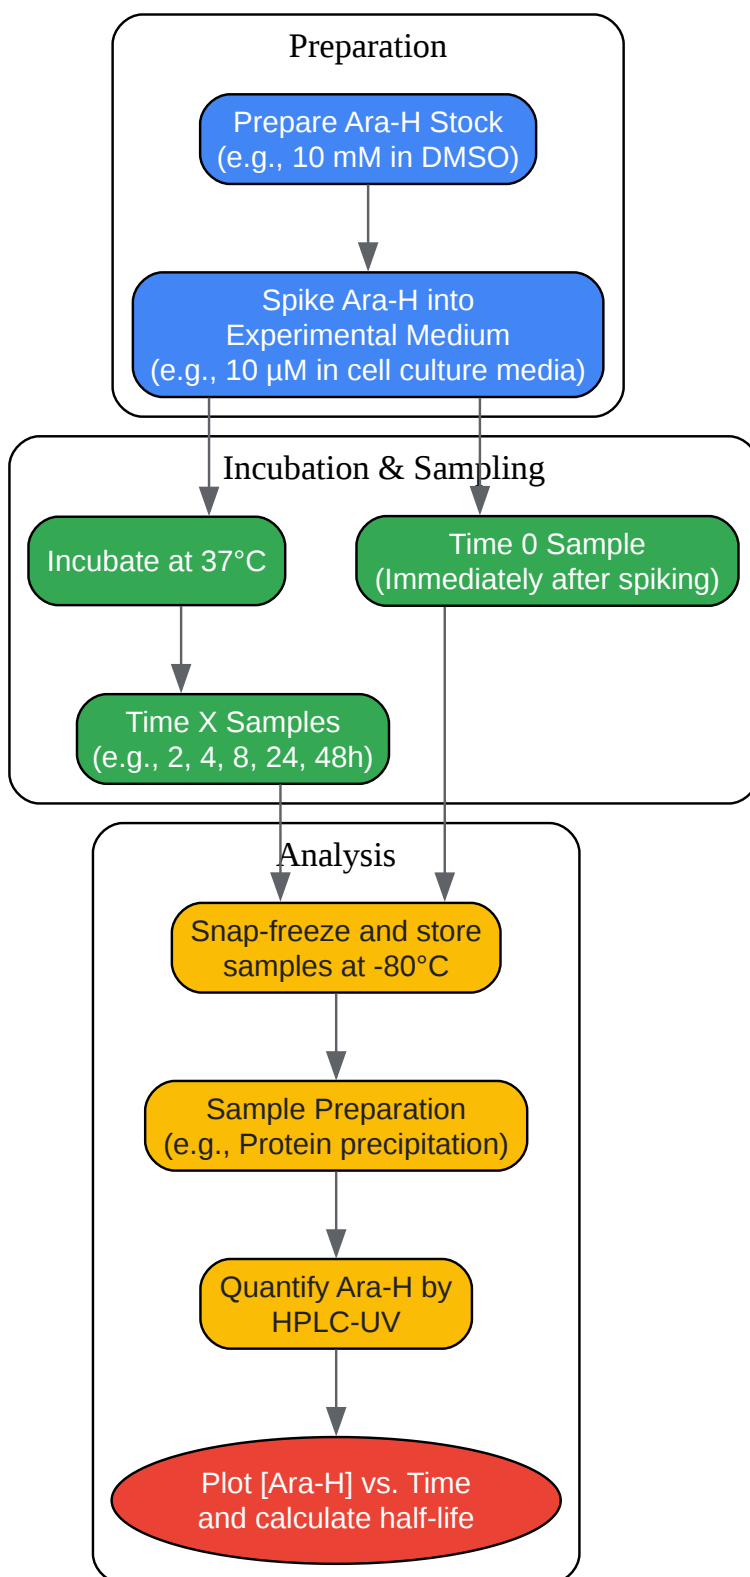 Preparation
Prepare Ara-H Stock
(e.g., 10 mM in DMSO)
Spike Ara-H into
Experimental Medium
(e.g., 10 µM in cell culture media)
Incubation & Sampling
Incubate at 37°C
Time 0 Sample
(Immediately after spiking)
Time X Samples
(e.g., 2, 4, 8, 24, 48h)
Analysis
Snap-freeze and store
samples at -80°C
Sample Preparation
(e.g., Protein precipitation)
Quantify Ara-H by
HPLC-UV
Plot [Ara-H] vs. Time
and calculate half-life